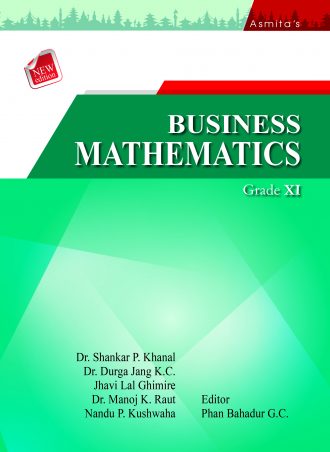 Asmita's
NEW
edition
BUSINESS
MATHEMATICS
Grade XI
Dr. Shankar P. Khanal
Dr. Durga Jang K.C.
Jhavi Lal Ghimire
Dr. Manoj K. Raut
Nandu P. Kushwaha
Editor
Phan Bahadur G.C.